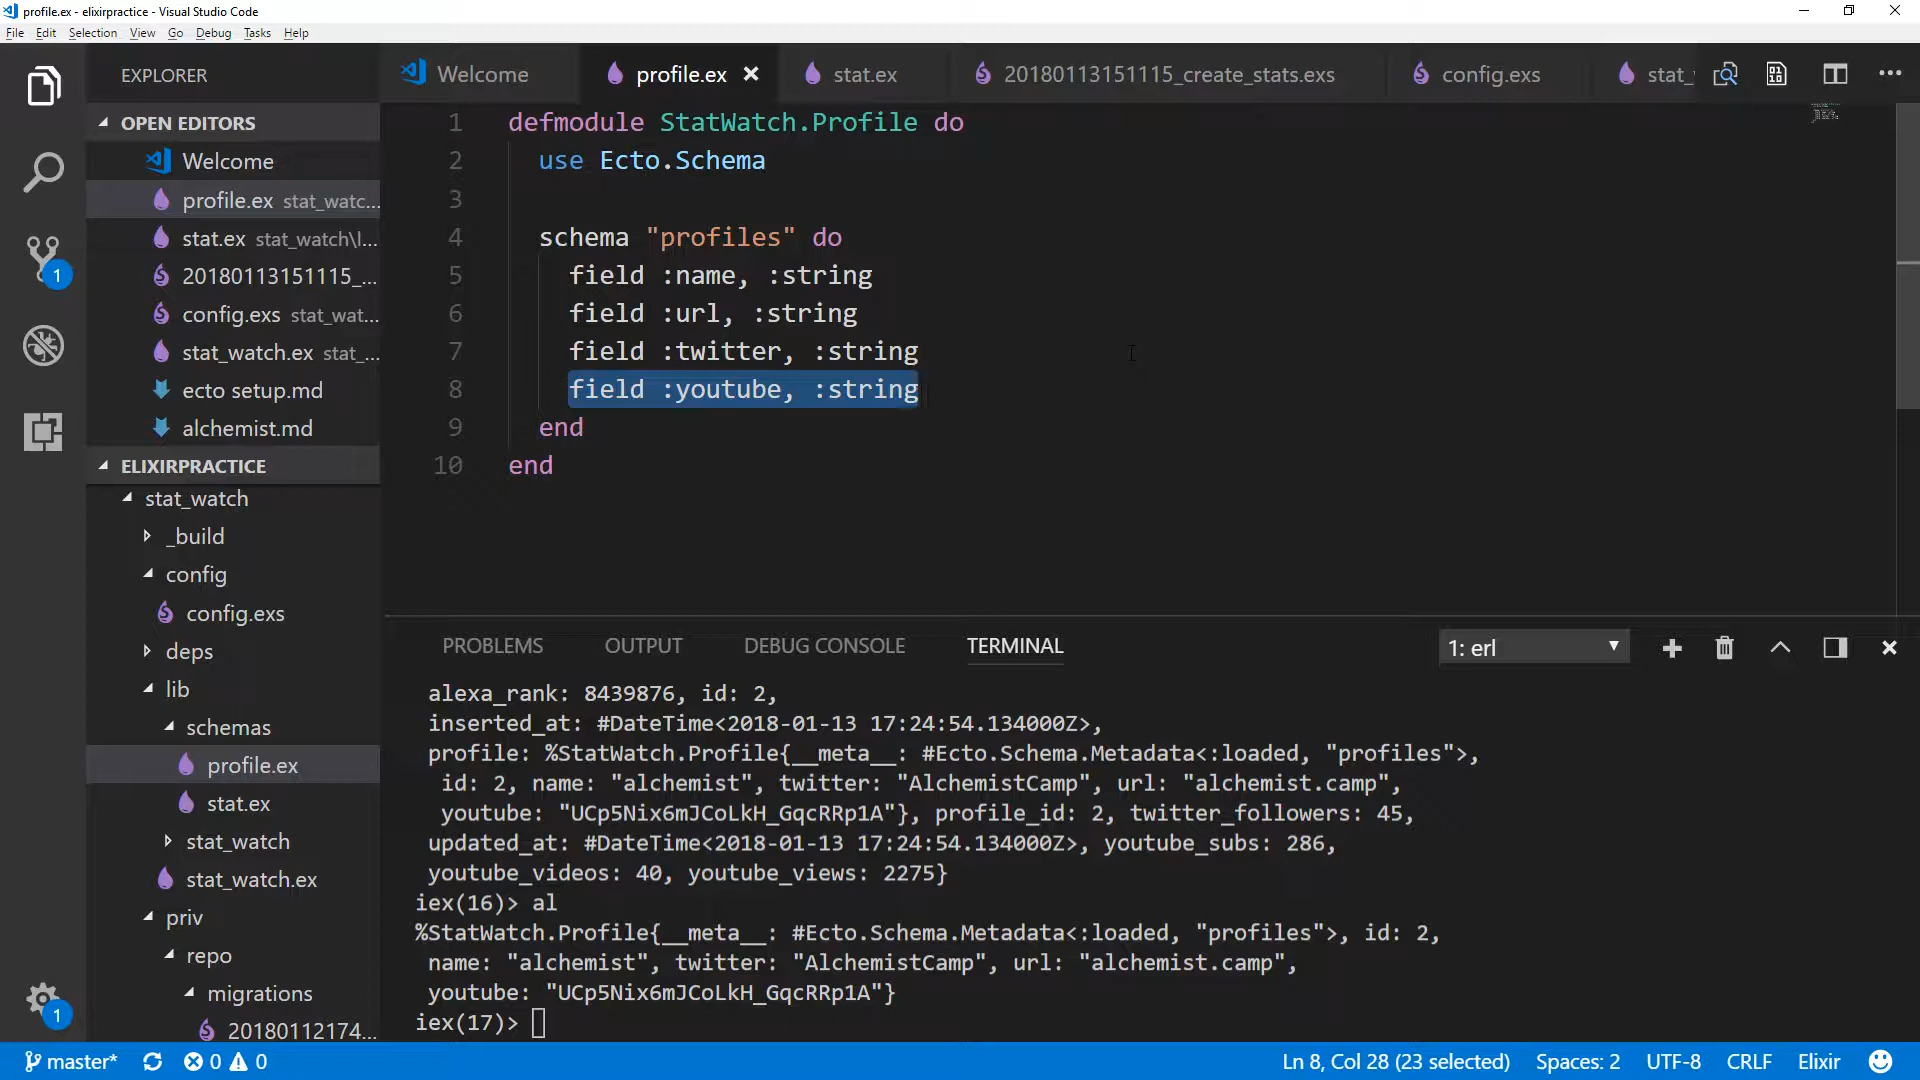 profile.ex - elixirpractice - Visual Studio Code
File Edit Selection View Go Debug Tasks Help
EXPLORER
OPEN EDITORS
Welcome
profile.ex stat_watc...
stat.ex stat_watch\l...
20180113151115_...
config.exs stat_wat...
stat_watch.ex stat_...
ecto setup.md
alchemist.md
ELIXIRPRACTICE
stat_watch
_build
config
config.exs
deps
lib
schemas
profile.ex
stat.ex
stat_watch
stat_watch.ex
priv
repo
migrations
20180112174...
1
1
Welcome profile.ex stat.ex 20180113151115_create_stats.exs config.exs stat_
1 defmodule StatWatch.Profile do
2 use Ecto.Schema
3
4 schema "profiles" do
5 field :name, :string
6 field :url, :string
7 field :twitter, :string
8 field :youtube, :string
9 end
10 end
PROBLEMS OUTPUT DEBUG CONSOLE TERMINAL 1: erl
alexa_rank: 8439876, id: 2,
inserted_at: #DateTime<2018-01-13 17:24:54.134000Z>,
profile: %StatWatch.Profile{__meta__: #Ecto.Schema.Metadata<:loaded, "profiles">,
id: 2, name: "alchemist", twitter: "AlchemistCamp", url: "alchemist.camp",
youtube: "UCp5Nix6mJCoLkH_GqcRRp1A"}, profile_id: 2, twitter_followers: 45,
updated_at: #DateTime<2018-01-13 17:24:54.134000Z>, youtube_subs: 286,
youtube_videos: 40, youtube_views: 2275}
iex(16)> al
%StatWatch.Profile{__meta__: #Ecto.Schema.Metadata<:loaded, "profiles">, id: 2,
name: "alchemist", twitter: "AlchemistCamp", url: "alchemist.camp",
youtube: "UCp5Nix6mJCoLkH_GqcRRp1A"}
iex(17)>
master* 0 0 Ln 8, Col 28 (23 selected) Spaces: 2 UTF-8 CRLF Elixir